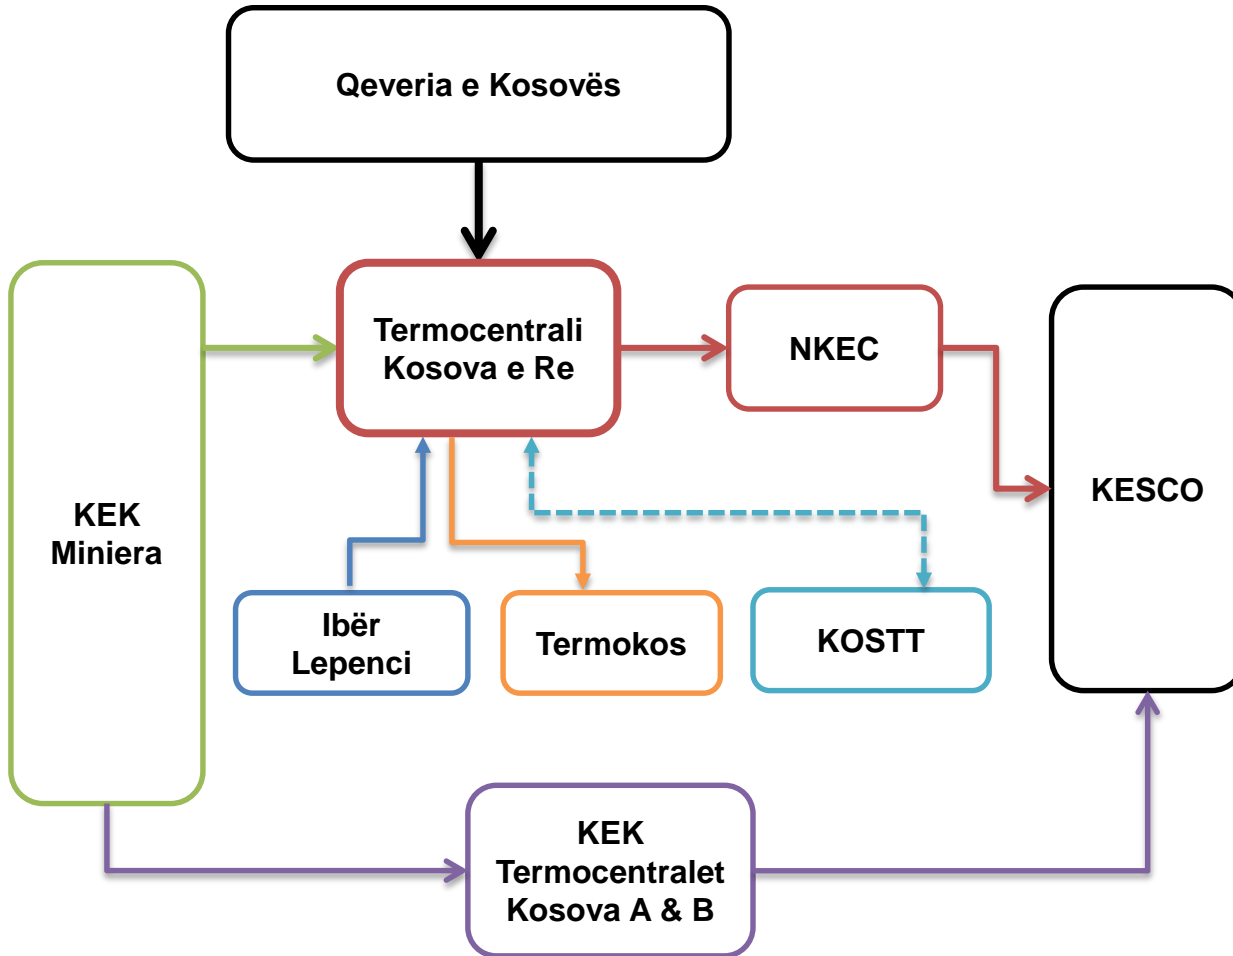 Qeveria e Kosovës
Termocentrali
Kosova e Re
NKEC
KESCO
KEK
Miniera
Ibër
Lepenci
Termokos
KOSTT
KEK
Termocentralet
Kosova A & B